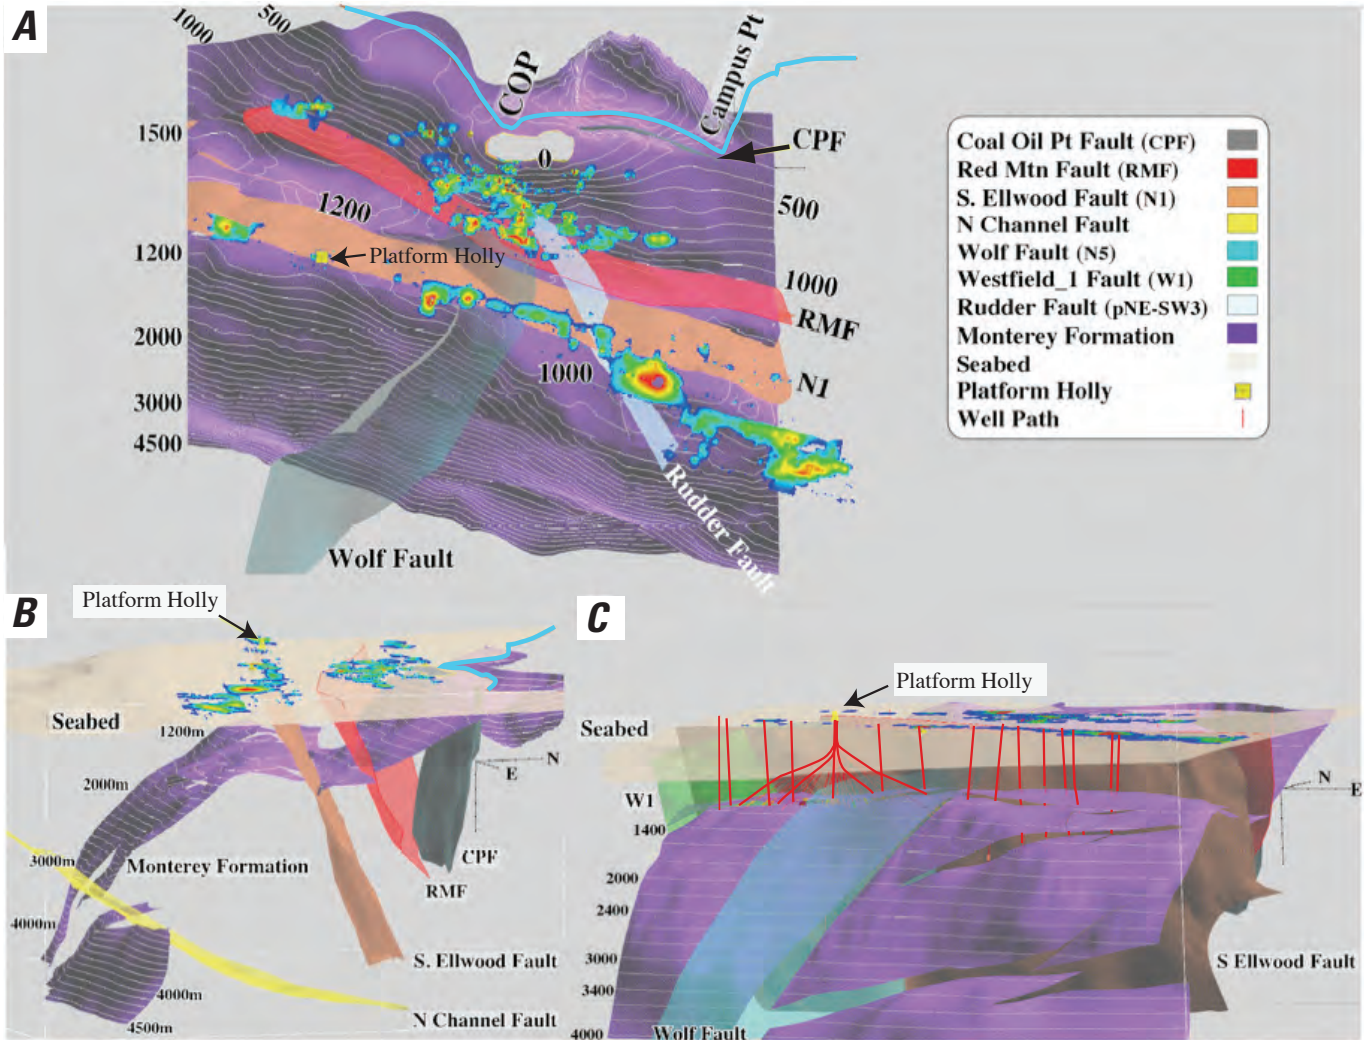 A
1000
500
COP
Campus Pt
1500
CPF
0
1200
500
1200
Platform Holly
1000
RMF
2000
1000
N1
3000
4500
Rudder Fault
Wolf Fault
Coal Oil Pt Fault (CPF)
Red Mtn Fault (RMF)
S. Ellwood Fault (N1)
N Channel Fault
Wolf Fault (N5)
Westfield_1 Fault (W1)
Rudder Fault (pNE-SW3)
Monterey Formation
Seabed
Platform Holly
Well Path
B
Platform Holly
Seabed
1200m
N
E
2000m
CPF
3000m
Monterey Formation
RMF
4000m
S. Ellwood Fault
4000m
N Channel Fault
4500m
C
Platform Holly
Seabed
N
E
W1
1400
2000
2400
3000
S Ellwood Fault
3400
4000
Wolf Fault